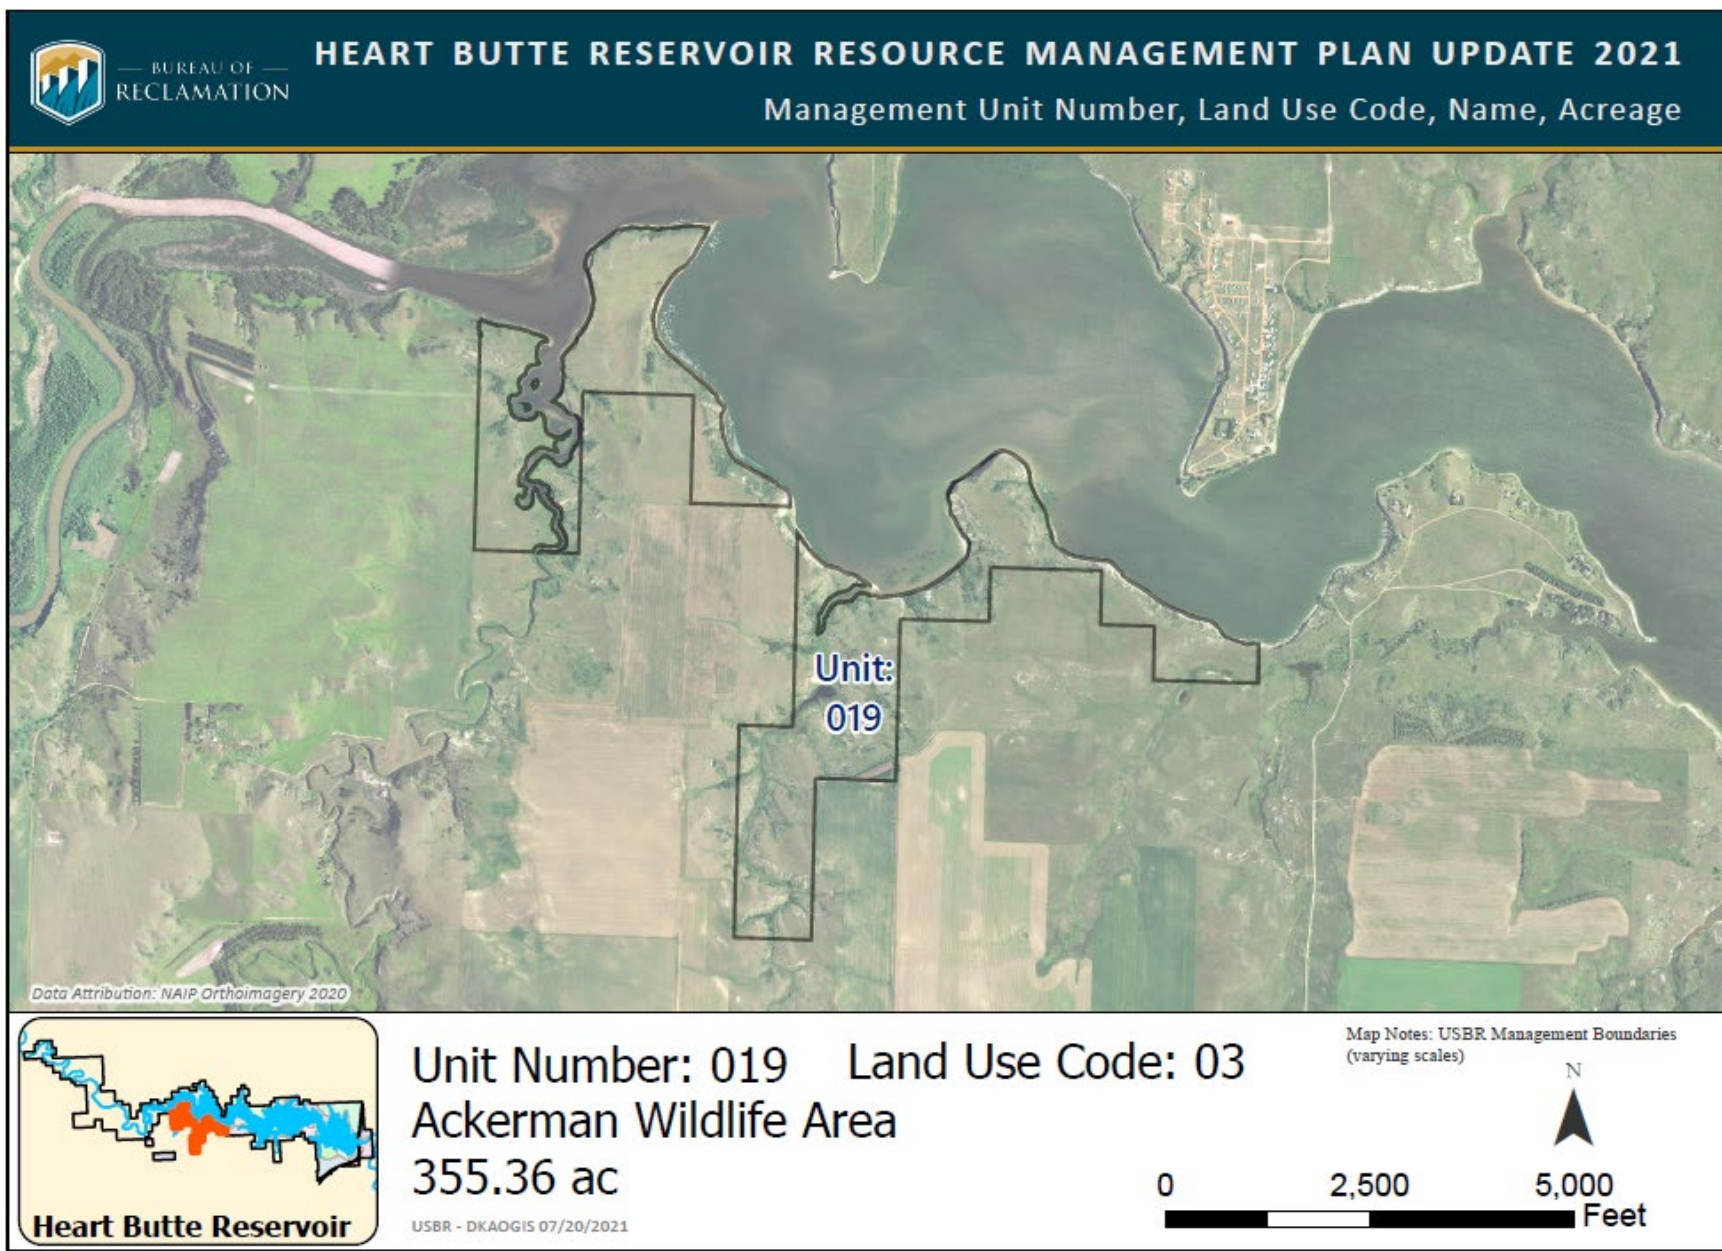 BUREAU OF
RECLAMATION
HEART BUTTE RESERVOIR RESOURCE MANAGEMENT PLAN UPDATE 2021
Management Unit Number, Land Use Code, Name, Acreage
Unit:
019
Data Attribution: NAIP Orthoimagery 2020
Heart Butte Reservoir
Unit Number: 019 Land Use Code: 03
Ackerman Wildlife Area
355.36 ac
USBR - DKAOGIS 07/20/2021
Map Notes: USBR Management Boundaries
(varying scales)
N
0 2,500 5,000
Feet